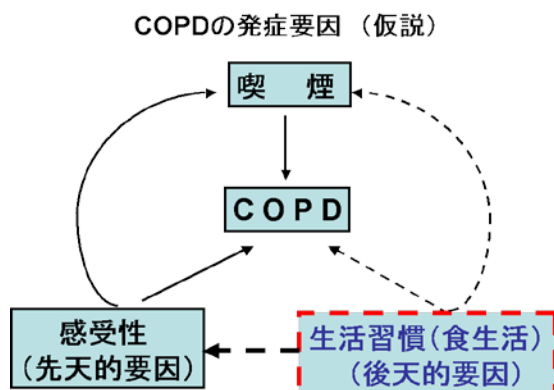 COPDの発症要因 (仮説)
喫 煙
COPD
感受性
(先天的要因)
生活習慣(食生活)
(後天的要因)